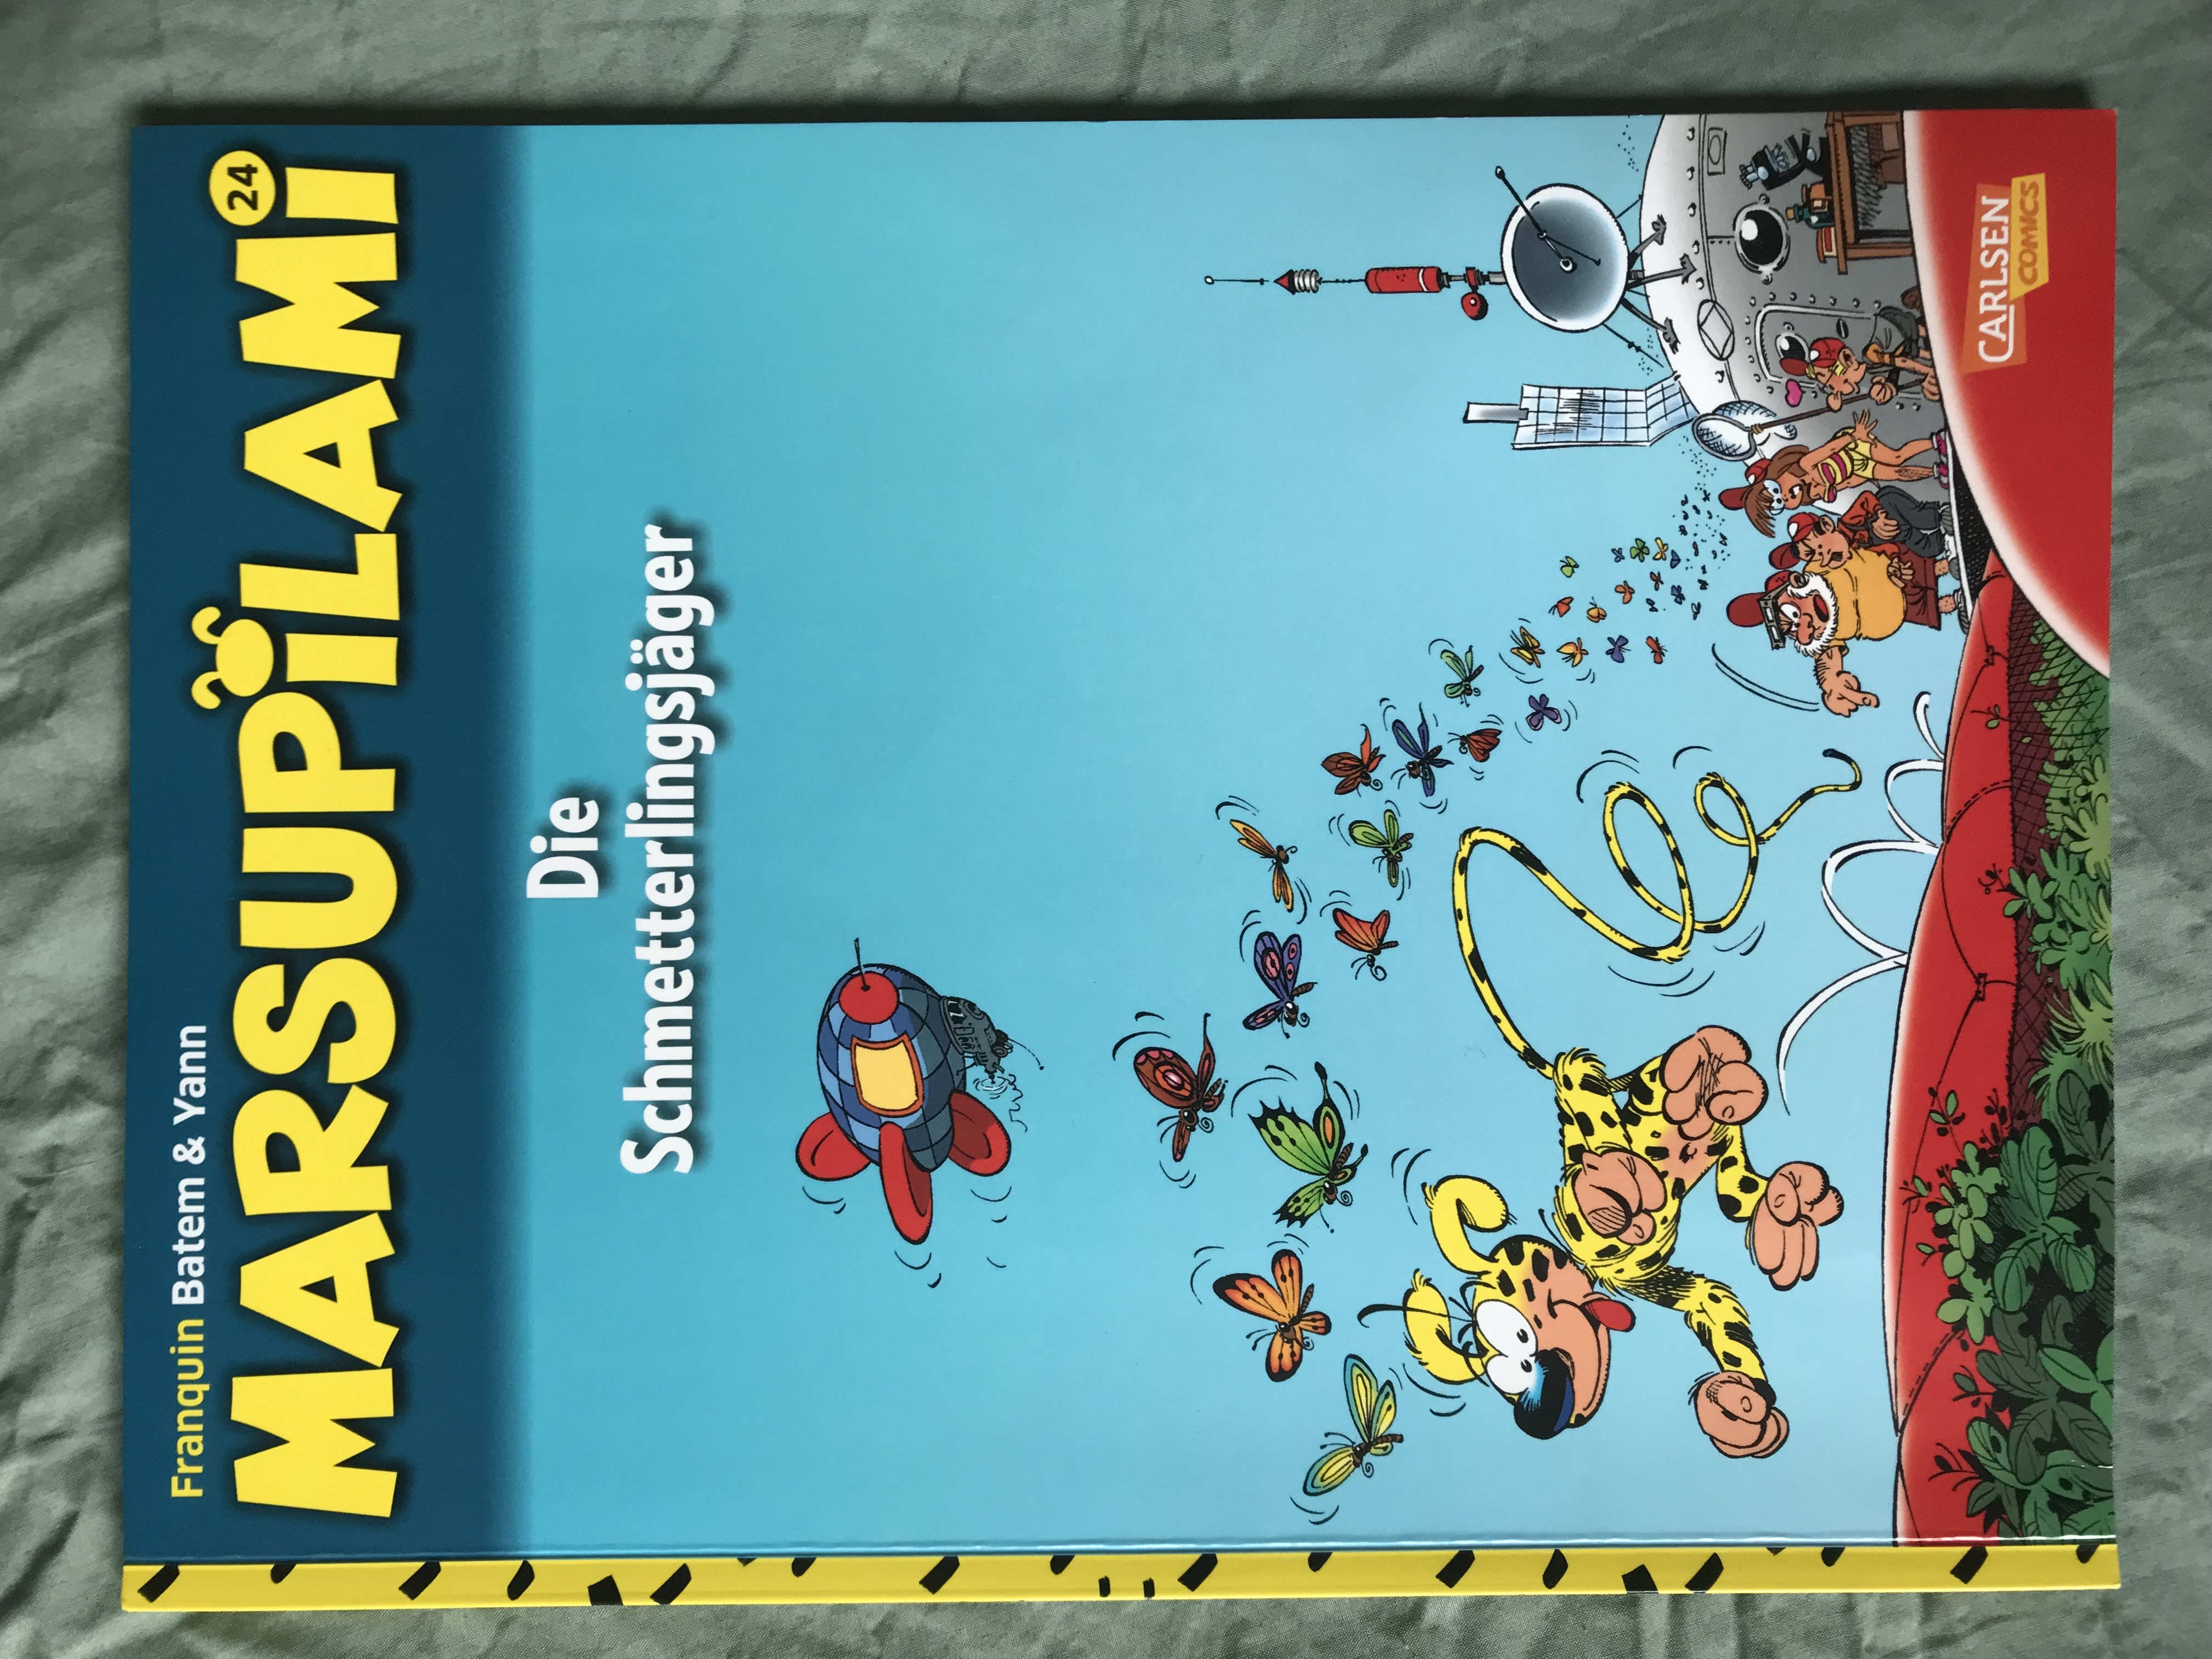 Franquin Batem & Yann
MARSUPiLAMi
24
Die
Schmetterlingsjäger
CARLSEN
COMICS